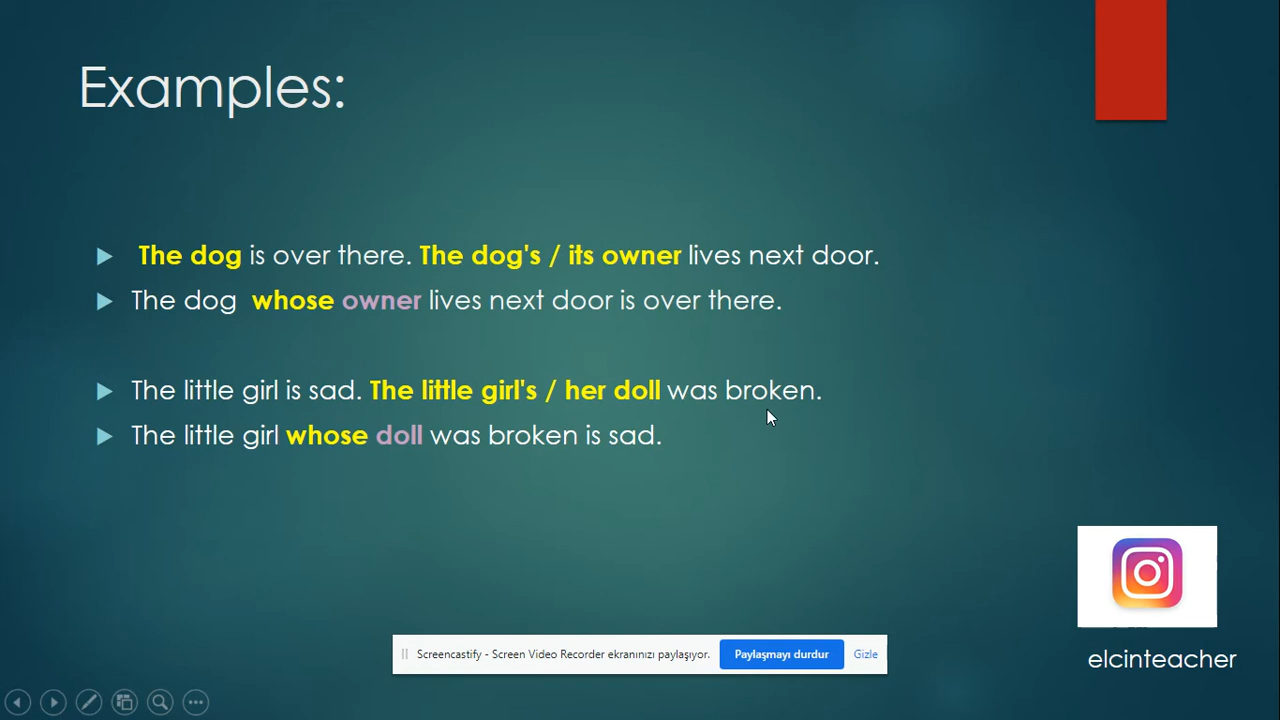 Examples:
The dog is over there. The dog's / its owner lives next door.
The dog whose owner lives next door is over there.
The little girl is sad. The little girl's / her doll was broken.
The little girl whose doll was broken is sad.
Screencastify - Screen Video Recorder ekranınızı paylaşıyor. Paylaşmayı durdur Gizle
elcinteacher